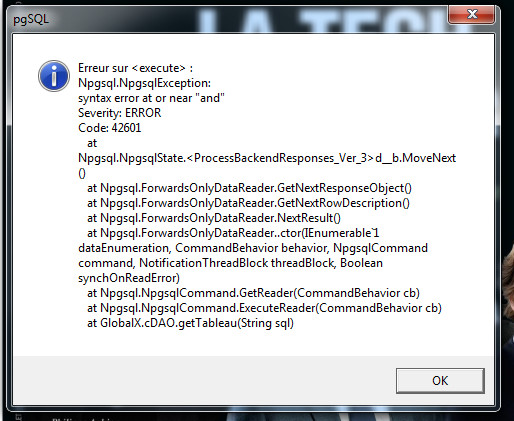 LA TECH
pgSQL
Erreur sur <execute> :
Npgsql.NpgsqlException:
syntax error at or near "and"
Severity: ERROR
Code: 42601
at
Npgsql.NpgsqlState.<ProcessBackendResponses_Ver_3>d__b.MoveNext
()
at Npgsql.ForwardsOnlyDataReader.GetNextResponseObject()
at Npgsql.ForwardsOnlyDataReader.GetNextRowDescription()
at Npgsql.ForwardsOnlyDataReader.NextResult()
at Npgsql.ForwardsOnlyDataReader..ctor(IEnumerable`1
dataEnumeration, CommandBehavior behavior, NpgsqlCommand
command, NotificationThreadBlock threadBlock, Boolean
synchOnReadError)
at Npgsql.NpgsqlCommand.GetReader(CommandBehavior cb)
at Npgsql.NpgsqlCommand.ExecuteReader(CommandBehavior cb)
at GlobalX.cDAO.getTableau(String sql)
OK